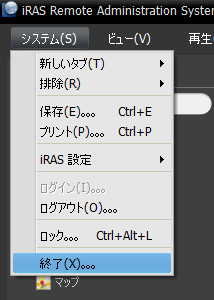 iRAS Remote Administration System
システム(S) ビュー(V) 再生
新しいタブ(T)
排除(R)
保存(E)｡｡｡ Ctrl+E
プリント(P)｡｡｡ Ctrl+P
iRAS 設定
ログイン(I)｡｡｡
ログアウト(O)｡｡｡
ロック｡｡｡ Ctrl+Alt+L
終了(X)｡｡｡
マップ